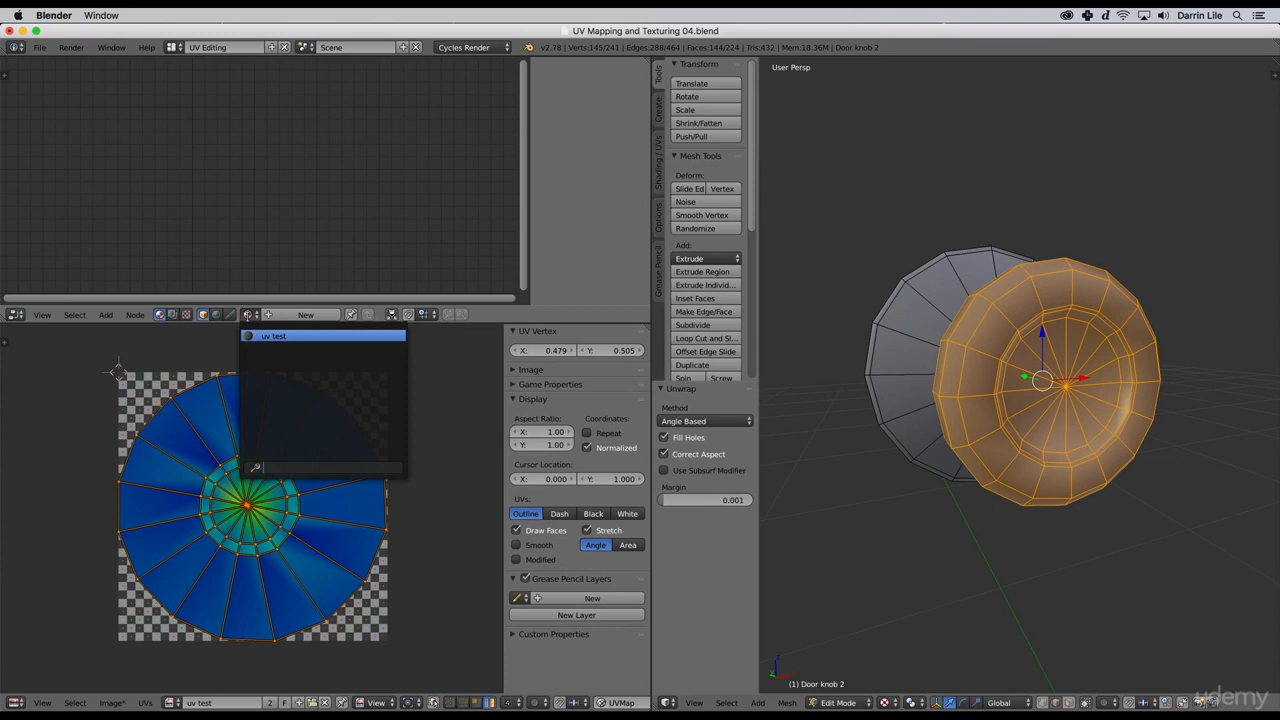 Blender Window Darrin Lile
UV Mapping and Texturing 04.blend
File Render Window Help UV Editing Scene Cycles Render v2.78 | Verts:145/241 | Edges:288/464 | Faces:144/224 | Tris:432 | Mem:18.36M | Door knob 2
Tools
Create
Shading / UVs
Options
Grease Pencil
Transform
Translate
Rotate
Scale
Shrink/Fatten
Push/Pull
Mesh Tools
Deform:
Slide Ed Vertex
Noise
Smooth Vertex
Randomize
Add:
Extrude
Extrude Region
Extrude Individ...
Inset Faces
Make Edge/Face
Subdivide
Loop Cut and Sl...
Offset Edge Slide
Duplicate
Spin Screw
Unwrap
Method
Angle Based
Fill Holes
Correct Aspect
Use Subsurf Modifier
Margin
0.001
User Persp
(1) Door knob 2
View Select Add Node New
uv test
UV Vertex
X: 0.479 Y: 0.505
Image
Game Properties
Display
Aspect Ratio: Coordinates:
X: 1.00 Repeat
Y: 1.00 Normalized
Cursor Location:
X: 0.000 Y: 1.000
UVs:
Outline Dash Black White
Draw Faces Stretch
Smooth Angle Area
Modified
Grease Pencil Layers
New
New Layer
Custom Properties
View Select Image* UVs uv test 2 F View UVMap
View Select Add Mesh Edit Mode Global
udemy